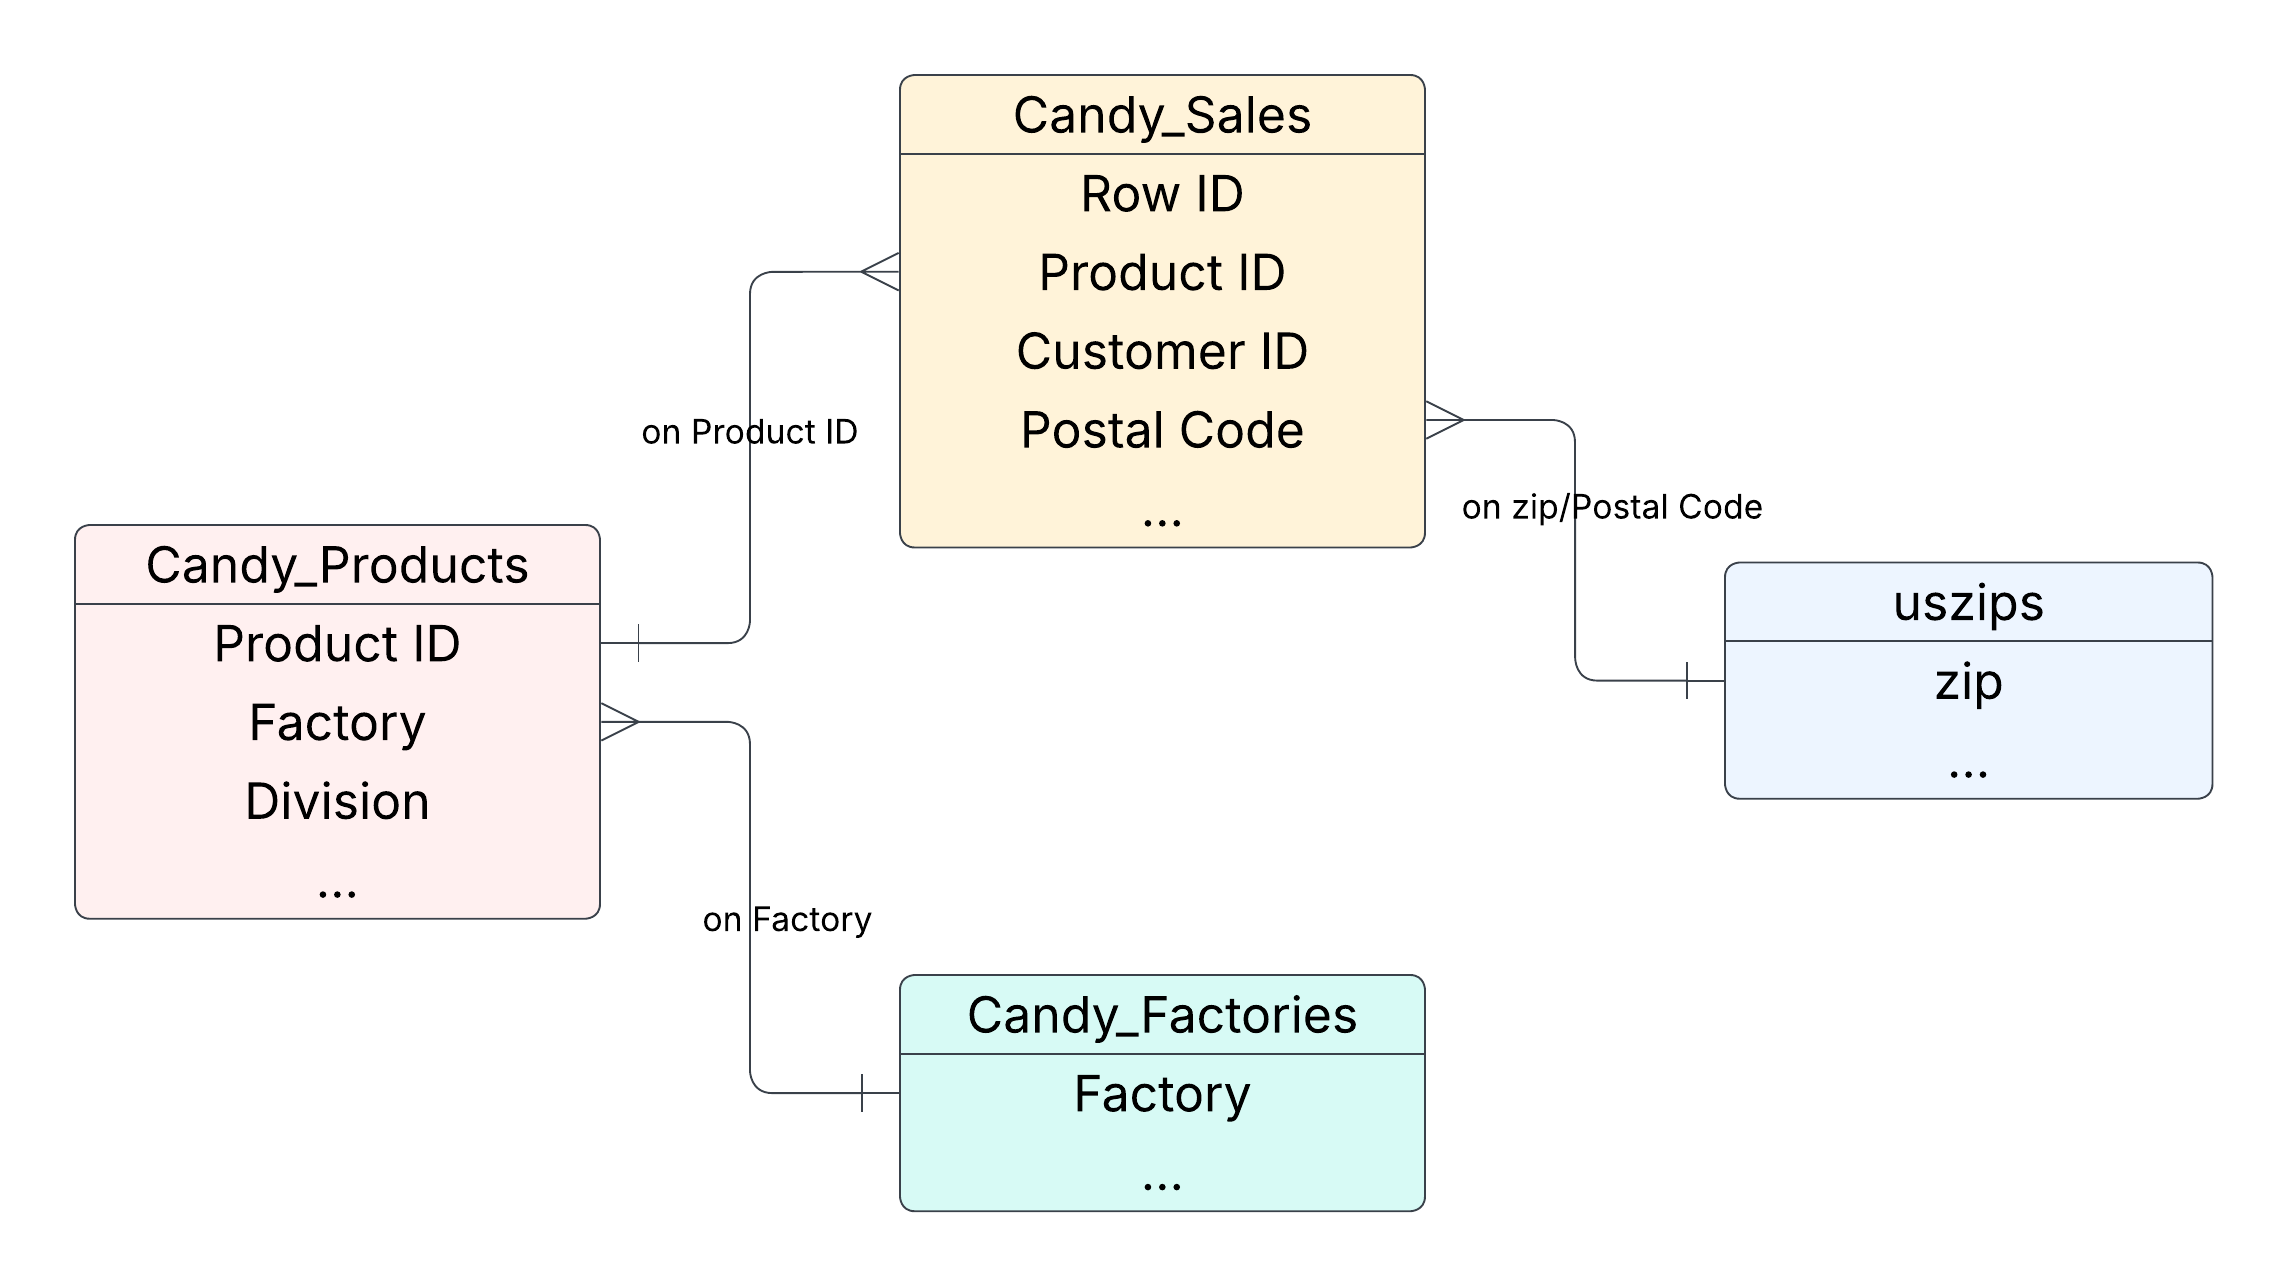 Candy_Sales
Row ID
Product ID
Customer ID
Postal Code
...
on Product ID
on zip/Postal Code
Candy_Products
Product ID
Factory
Division
...
uszips
zip
...
on Factory
Candy_Factories
Factory
...